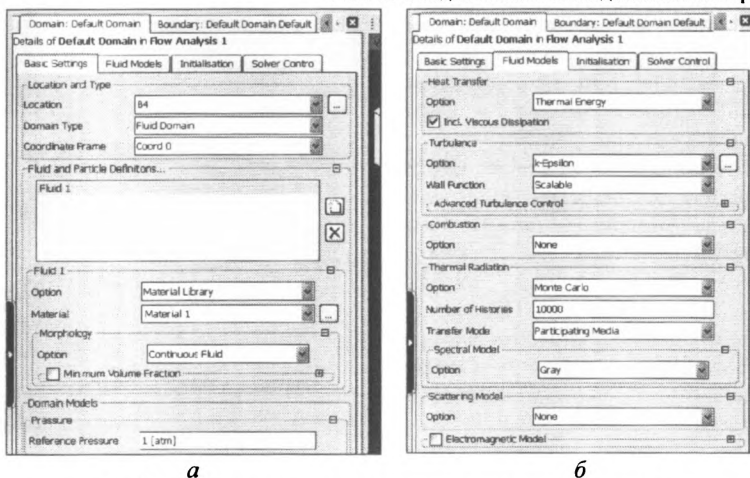 Domain: Default Domain
Boundary: Default Domain Default
Details of Default Domain in Flow Analysis 1
Basic Settings
Fluid Models
Initialisation
Solver Contro
Location and Type
Location
B4
...
Domain Type
Fluid Domain
Coordinate Frame
Coord 0
Fluid and Particle Definitions...
Fluid 1
Fluid 1
Option
Material Library
Material
Material 1
...
Morphology
Option
Continuous Fluid
Minimum Volume Fraction
Domain Models
Pressure
Reference Pressure
1 [atm]
а
Domain: Default Domain
Boundary: Default Domain Default
Details of Default Domain in Flow Analysis 1
Basic Settings
Fluid Models
Initialisation
Solver Control
Heat Transfer
Option
Thermal Energy
Incl. Viscous Dissipation
Turbulence
Option
k-Epsilon
...
Wall Function
Scalable
Advanced Turbulence Control
Combustion
Option
None
Thermal Radiation
Option
Monte Carlo
Number of Histories
10000
Transfer Mode
Participating Media
Spectral Model
Option
Gray
Scattering Model
Option
None
Electromagnetic Model
б